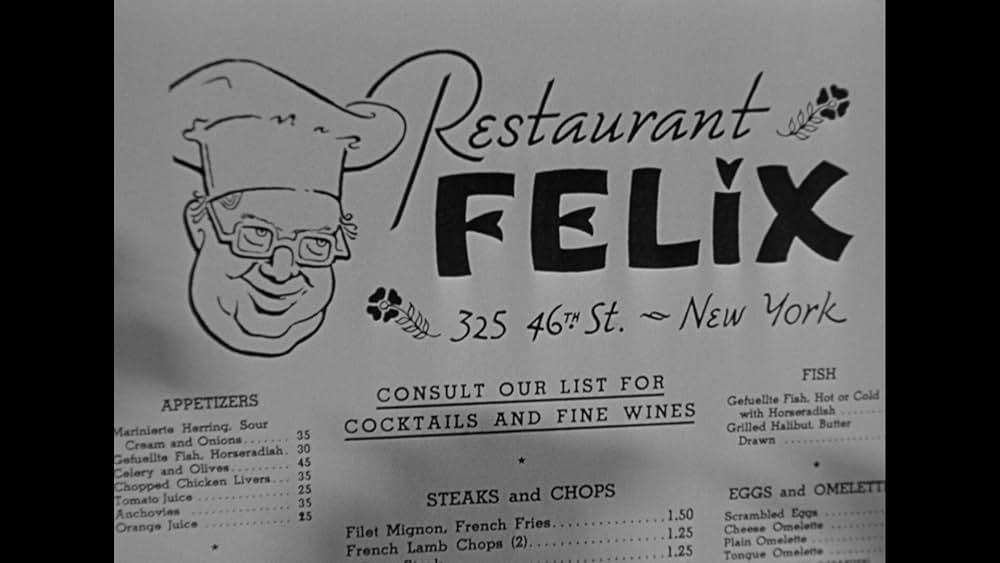 Restaurant
FELiX
325 46TH St. ~ New York
CONSULT OUR LIST FOR
COCKTAILS AND FINE WINES
APPETIZERS
Marinierte Herring, Sour
Cream and Onions....... 35
Gefuellte Fish, Horseradish. 30
Celery and Olives......... 45
Chopped Chicken Livers... 35
Tomato Juice ............. 25
Anchovies ................ 35
Orange Juice ............. 25
STEAKS and CHOPS
Filet Mignon, French Fries..............1.50
French Lamb Chops (2)..................1.25
1.25
FISH
Gefuellte Fish, Hot or Cold
with Horseradish ......
Grilled Halibut, Butter
Drawn ..............
EGGS and OMELETT
Scrambled Eggs ........
Cheese Omelette ......
Plain Omelette ........
Tongue Omelette ......